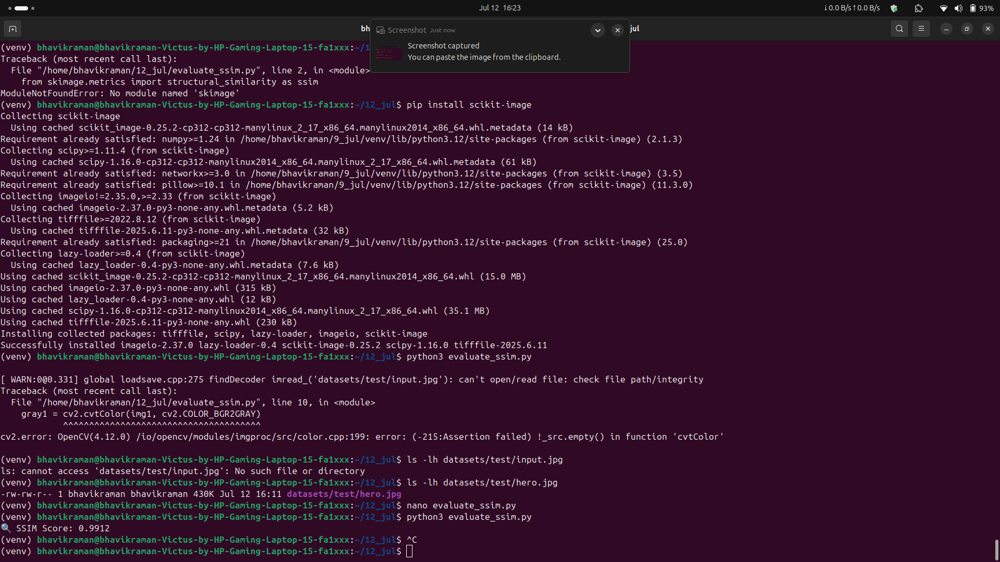 Jul 12 16:23
↓0.0 B/s↑0.0 B/s
93%
bh
jul
Screenshot Just now
Screenshot captured
You can paste the image from the clipboard.
(venv) bhavikraman@bhavikraman-Victus-by-HP-Gaming-Laptop-15-fa1xxx:~/1
Traceback (most recent call last):
  File "/home/bhavikraman/12_jul/evaluate_ssim.py", line 2, in <module>
    from skimage.metrics import structural_similarity as ssim
ModuleNotFoundError: No module named 'skimage'
(venv) bhavikraman@bhavikraman-Victus-by-HP-Gaming-Laptop-15-fa1xxx:~/12_jul$ pip install scikit-image
Collecting scikit-image
  Using cached scikit_image-0.25.2-cp312-cp312-manylinux_2_17_x86_64.manylinux2014_x86_64.whl.metadata (14 kB)
Requirement already satisfied: numpy>=1.24 in /home/bhavikraman/9_jul/venv/lib/python3.12/site-packages (from scikit-image) (2.1.3)
Collecting scipy>=1.11.4 (from scikit-image)
  Using cached scipy-1.16.0-cp312-cp312-manylinux2014_x86_64.manylinux_2_17_x86_64.whl.metadata (61 kB)
Requirement already satisfied: networkx>=3.0 in /home/bhavikraman/9_jul/venv/lib/python3.12/site-packages (from scikit-image) (3.5)
Requirement already satisfied: pillow>=10.1 in /home/bhavikraman/9_jul/venv/lib/python3.12/site-packages (from scikit-image) (11.3.0)
Collecting imageio!=2.35.0,>=2.33 (from scikit-image)
  Using cached imageio-2.37.0-py3-none-any.whl.metadata (5.2 kB)
Collecting tifffile>=2022.8.12 (from scikit-image)
  Using cached tifffile-2025.6.11-py3-none-any.whl.metadata (32 kB)
Requirement already satisfied: packaging>=21 in /home/bhavikraman/9_jul/venv/lib/python3.12/site-packages (from scikit-image) (25.0)
Collecting lazy-loader>=0.4 (from scikit-image)
  Using cached lazy_loader-0.4-py3-none-any.whl.metadata (7.6 kB)
Using cached scikit_image-0.25.2-cp312-cp312-manylinux_2_17_x86_64.manylinux2014_x86_64.whl (15.0 MB)
Using cached imageio-2.37.0-py3-none-any.whl (315 kB)
Using cached lazy_loader-0.4-py3-none-any.whl (12 kB)
Using cached scipy-1.16.0-cp312-cp312-manylinux2014_x86_64.manylinux_2_17_x86_64.whl (35.1 MB)
Using cached tifffile-2025.6.11-py3-none-any.whl (230 kB)
Installing collected packages: tifffile, scipy, lazy-loader, imageio, scikit-image
Successfully installed imageio-2.37.0 lazy-loader-0.4 scikit-image-0.25.2 scipy-1.16.0 tifffile-2025.6.11
(venv) bhavikraman@bhavikraman-Victus-by-HP-Gaming-Laptop-15-fa1xxx:~/12_jul$ python3 evaluate_ssim.py
[ WARN:0@0.331] global loadsave.cpp:275 findDecoder imread_('datasets/test/input.jpg'): can't open/read file: check file path/integrity
Traceback (most recent call last):
  File "/home/bhavikraman/12_jul/evaluate_ssim.py", line 10, in <module>
    gray1 = cv2.cvtColor(img1, cv2.COLOR_BGR2GRAY)
            ^^^^^^^^^^^^^^^^^^^^^^^^^^^^^^^^^^^^^^
cv2.error: OpenCV(4.12.0) /io/opencv/modules/imgproc/src/color.cpp:199: error: (-215:Assertion failed) !_src.empty() in function 'cvtColor'
(venv) bhavikraman@bhavikraman-Victus-by-HP-Gaming-Laptop-15-fa1xxx:~/12_jul$ ls -lh datasets/test/input.jpg
ls: cannot access 'datasets/test/input.jpg': No such file or directory
(venv) bhavikraman@bhavikraman-Victus-by-HP-Gaming-Laptop-15-fa1xxx:~/12_jul$ ls -lh datasets/test/hero.jpg
-rw-rw-r-- 1 bhavikraman bhavikraman 430K Jul 12 16:11 datasets/test/hero.jpg
(venv) bhavikraman@bhavikraman-Victus-by-HP-Gaming-Laptop-15-fa1xxx:~/12_jul$ nano evaluate_ssim.py
(venv) bhavikraman@bhavikraman-Victus-by-HP-Gaming-Laptop-15-fa1xxx:~/12_jul$ python3 evaluate_ssim.py
🔍 SSIM Score: 0.9912
(venv) bhavikraman@bhavikraman-Victus-by-HP-Gaming-Laptop-15-fa1xxx:~/12_jul$ ^C
(venv) bhavikraman@bhavikraman-Victus-by-HP-Gaming-Laptop-15-fa1xxx:~/12_jul$